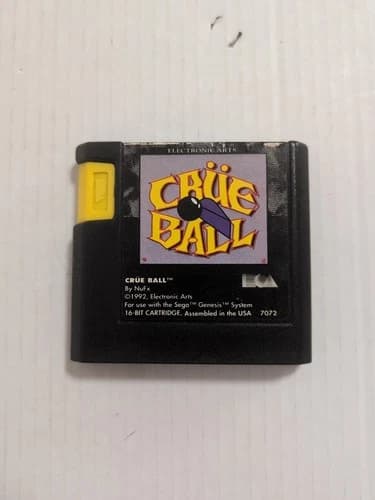 ELECTRONIC ARTS
CRÜE
BALL
CRÜE BALL™
By NuFx
©1992, Electronic Arts
For use with the Sega™ Genesis™ System
16-BIT CARTRIDGE. Assembled in the USA 7072
EA